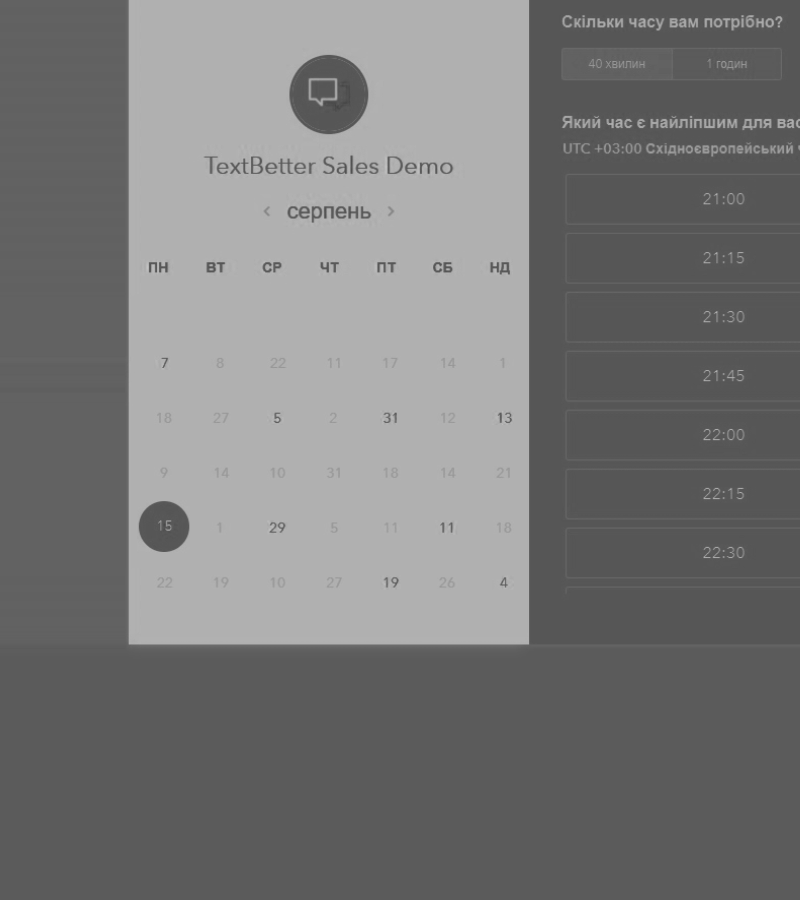 TextBetter Sales Demo
‹ серпень ›
ПН ВТ СР ЧТ ПТ СБ НД
7 8 22 11 17 14 1
18 27 5 2 31 12 13
9 14 10 31 18 14 21
15 1 29 5 11 11 18
22 19 10 27 19 26 4
Скільки часу вам потрібно?
40 хвилин 1 годин
Який час є найліпшим для вас
UTC +03:00 Східноєвропейський
21:00
21:15
21:30
21:45
22:00
22:15
22:30